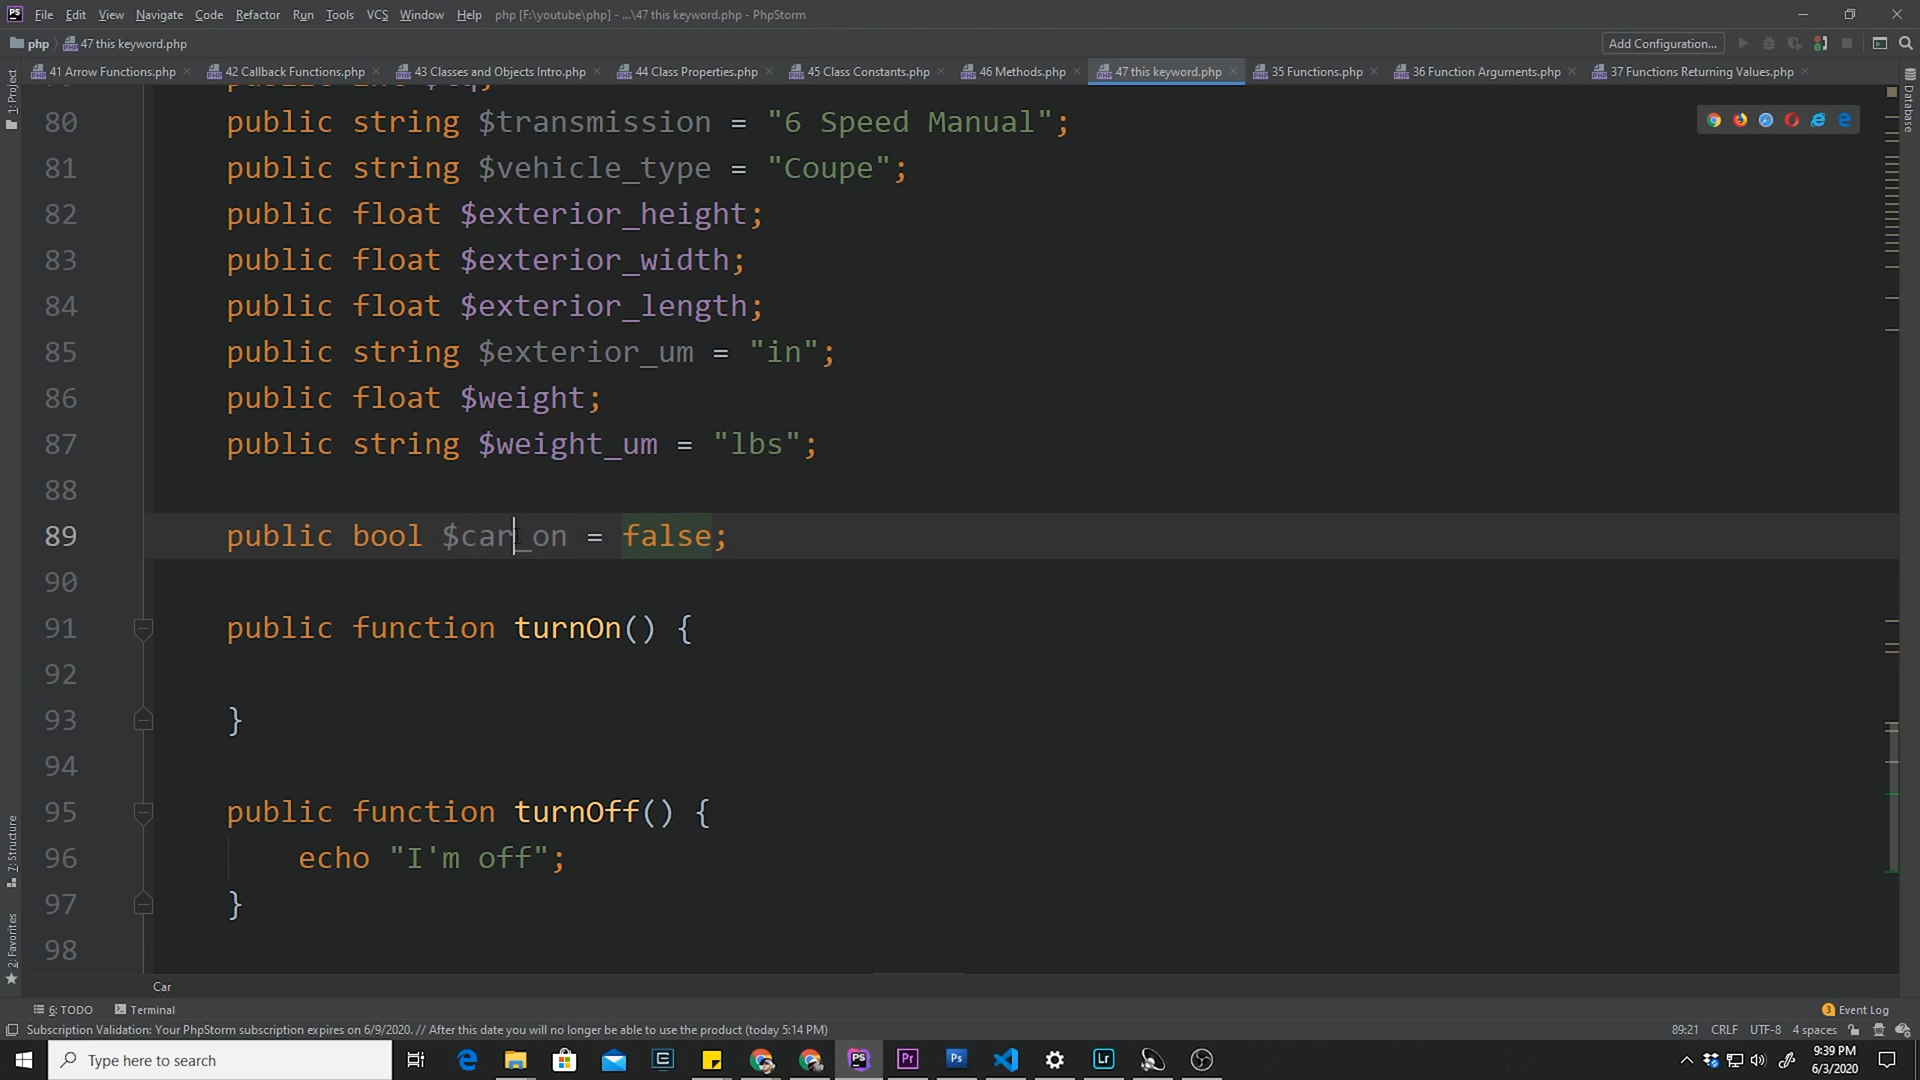 File Edit View Navigate Code Refactor Run Tools VCS Window Help php [F:\youtube\php] - ...\47 this keyword.php - PhpStorm
php 47 this keyword.php Add Configuration...
41 Arrow Functions.php 42 Callback Functions.php 43 Classes and Objects Intro.php 44 Class Properties.php 45 Class Constants.php 46 Methods.php 47 this keyword.php 35 Functions.php 36 Function Arguments.php 37 Functions Returning Values.php
1: Project
Database
80 public string $transmission = "6 Speed Manual";
81 public string $vehicle_type = "Coupe";
82 public float $exterior_height;
83 public float $exterior_width;
84 public float $exterior_length;
85 public string $exterior_um = "in";
86 public float $weight;
87 public string $weight_um = "lbs";
88
89 public bool $car_on = false;
90
91 public function turnOn() {
92
93 }
94
95 public function turnOff() {
96 echo "I'm off";
97 }
98
7: Structure
2: Favorites
Car
6: TODO Terminal 3 Event Log
Subscription Validation: Your PhpStorm subscription expires on 6/9/2020. // After this date you will no longer be able to use the product (today 5:14 PM) 89:21 CRLF UTF-8 4 spaces
Type here to search
9:39 PM
6/3/2020